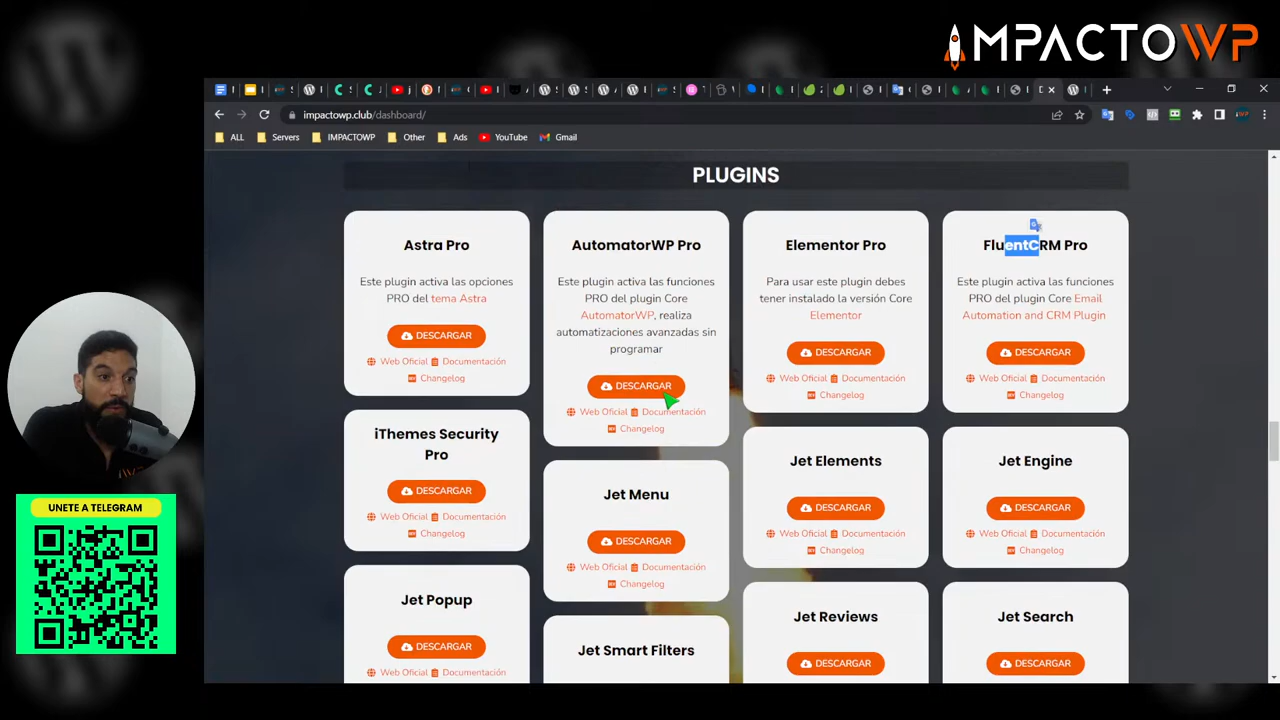 MPACTOWP
impactowp.club/dashboard/
ALL
Servers
IMPACTOWP
Other
Ads
YouTube
Gmail
PLUGINS
Astra Pro
Este plugin activa las opciones
PRO del tema Astra
DESCARGAR
Web Oficial Documentación
Changelog
AutomatorWP Pro
Este plugin activa las funciones
PRO del plugin Core
AutomatorWP, realiza
automatizaciones avanzadas sin
programar
DESCARGAR
Web Oficial Documentación
Changelog
Elementor Pro
Para usar este plugin debes
tener instalado la versión Core
Elementor
DESCARGAR
Web Oficial Documentación
Changelog
FluentCRM Pro
Este plugin activa las funciones
PRO del plugin Core Email
Automation and CRM Plugin
DESCARGAR
Web Oficial Documentación
Changelog
iThemes Security
Pro
DESCARGAR
Web Oficial Documentación
Changelog
Jet Menu
DESCARGAR
Web Oficial Documentación
Changelog
Jet Elements
DESCARGAR
Web Oficial Documentación
Changelog
Jet Engine
DESCARGAR
Web Oficial Documentación
Changelog
Jet Popup
DESCARGAR
Web Oficial Documentación
Jet Smart Filters
Jet Reviews
DESCARGAR
Jet Search
DESCARGAR
UNETE A TELEGRAM